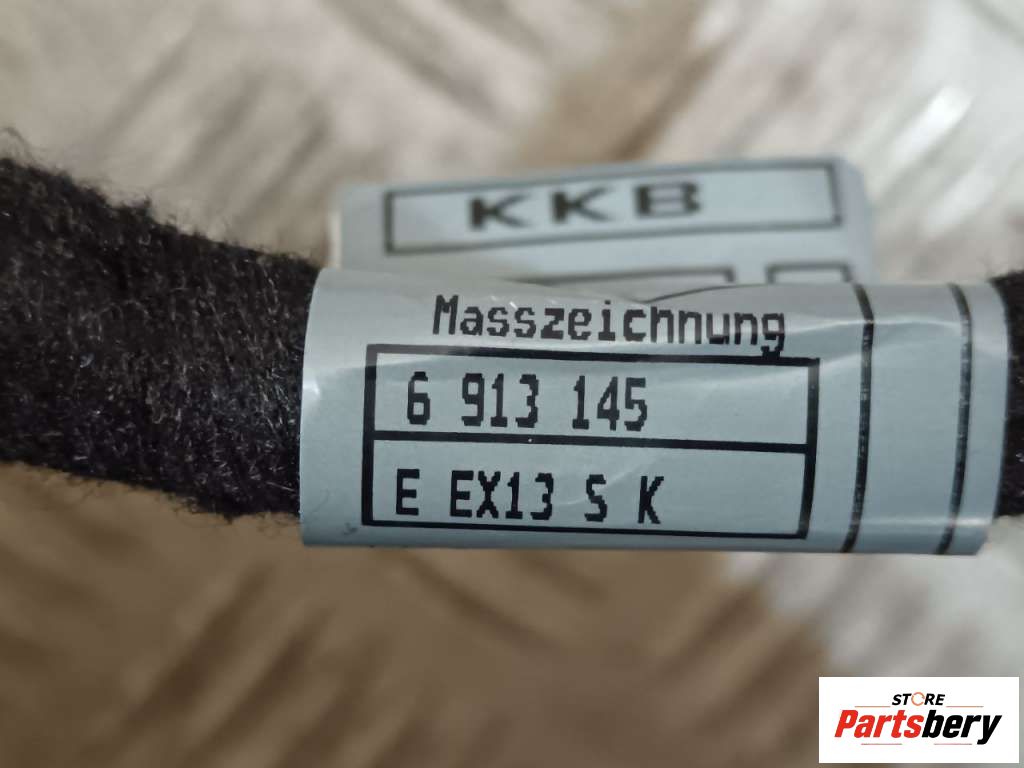 KKB
Masszeichnung
6 913 145
E EX13 S K
STORE
Partsbery